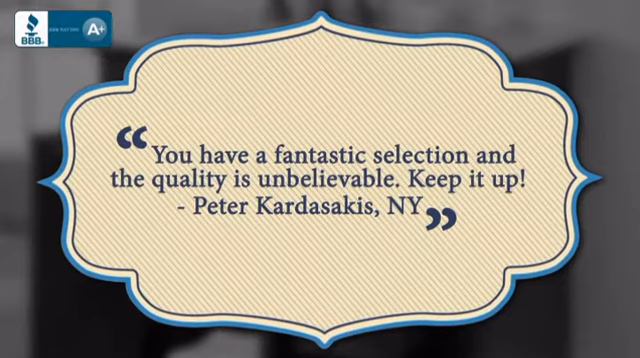 BBB
A+
“You have a fantastic selection and
the quality is unbelievable. Keep it up!
- Peter Kardasakis, NY”